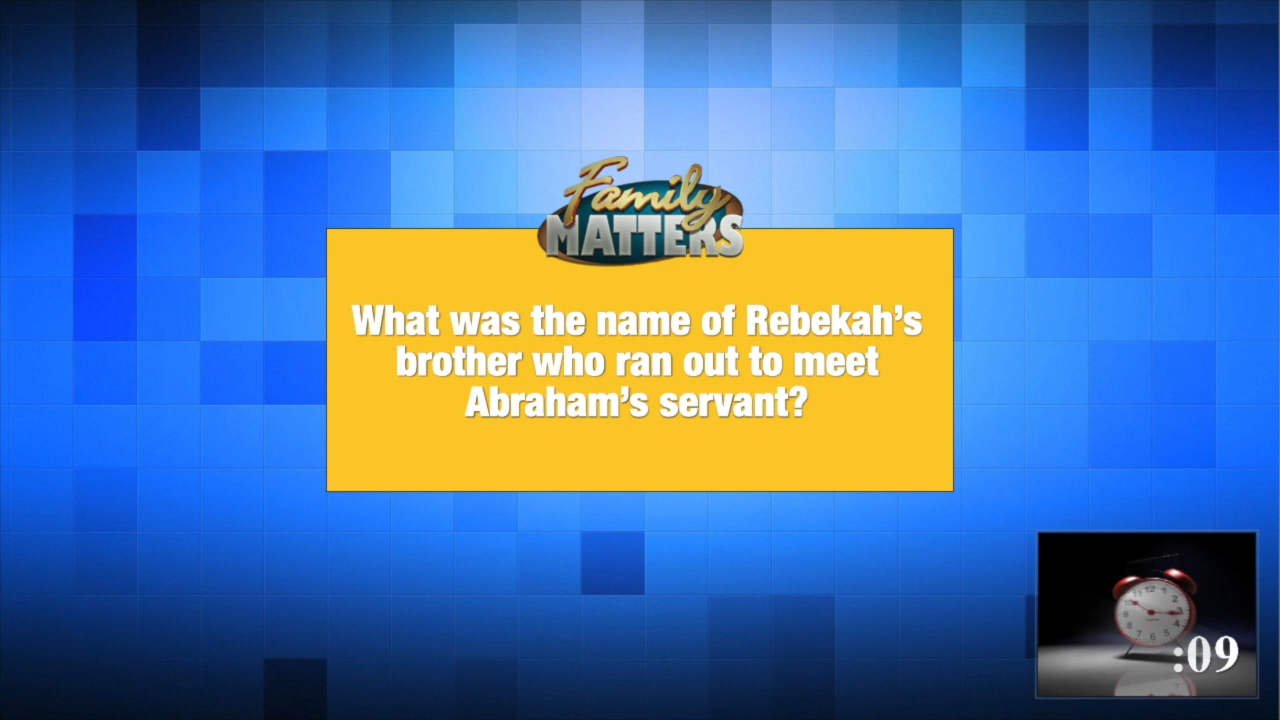 Family
MATTERS
What was the name of Rebekah’s
brother who ran out to meet
Abraham’s servant?
:09